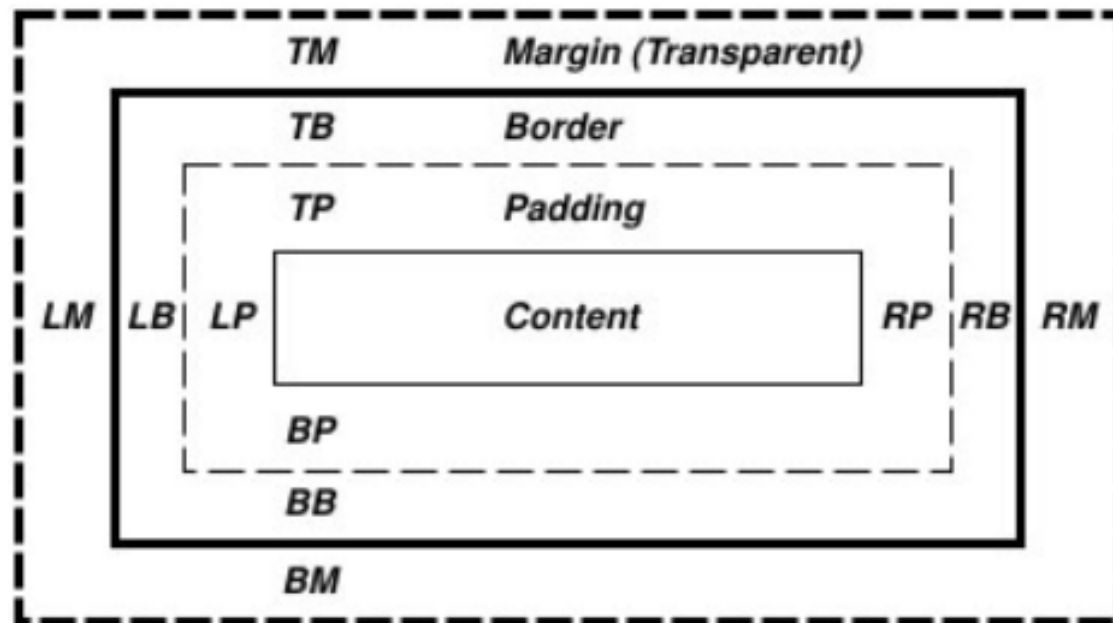 TM Margin (Transparent)
TB Border
TP Padding
LM LB LP Content RP RB RM
BP
BB
BM